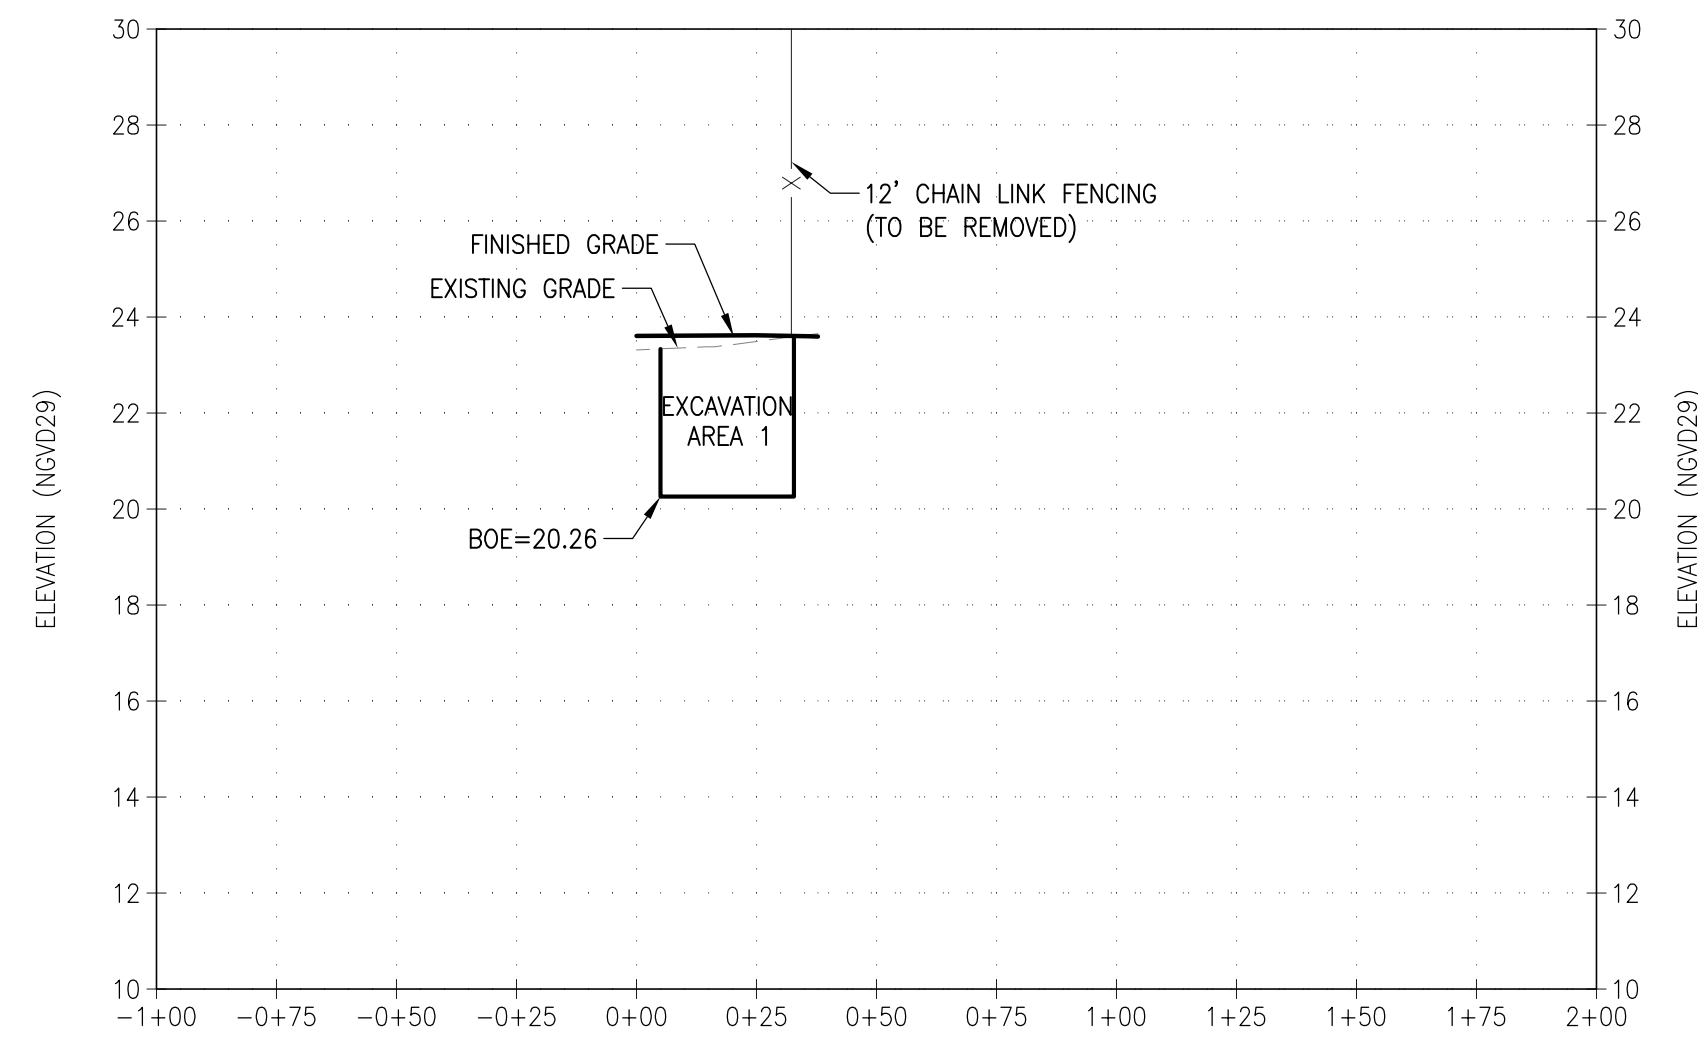 30
30
28
28
12' CHAIN LINK FENCING
(TO BE REMOVED)
26
26
FINISHED GRADE
EXISTING GRADE
24
24
EXCAVATION
AREA 1
22
22
ELEVATION (NGVD29)
ELEVATION (NGVD29)
20
20
BOE=20.26
18
18
16
16
14
14
12
12
10
10
-1+00 -0+75 -0+50 -0+25 0+00 0+25 0+50 0+75 1+00 1+25 1+50 1+75 2+00